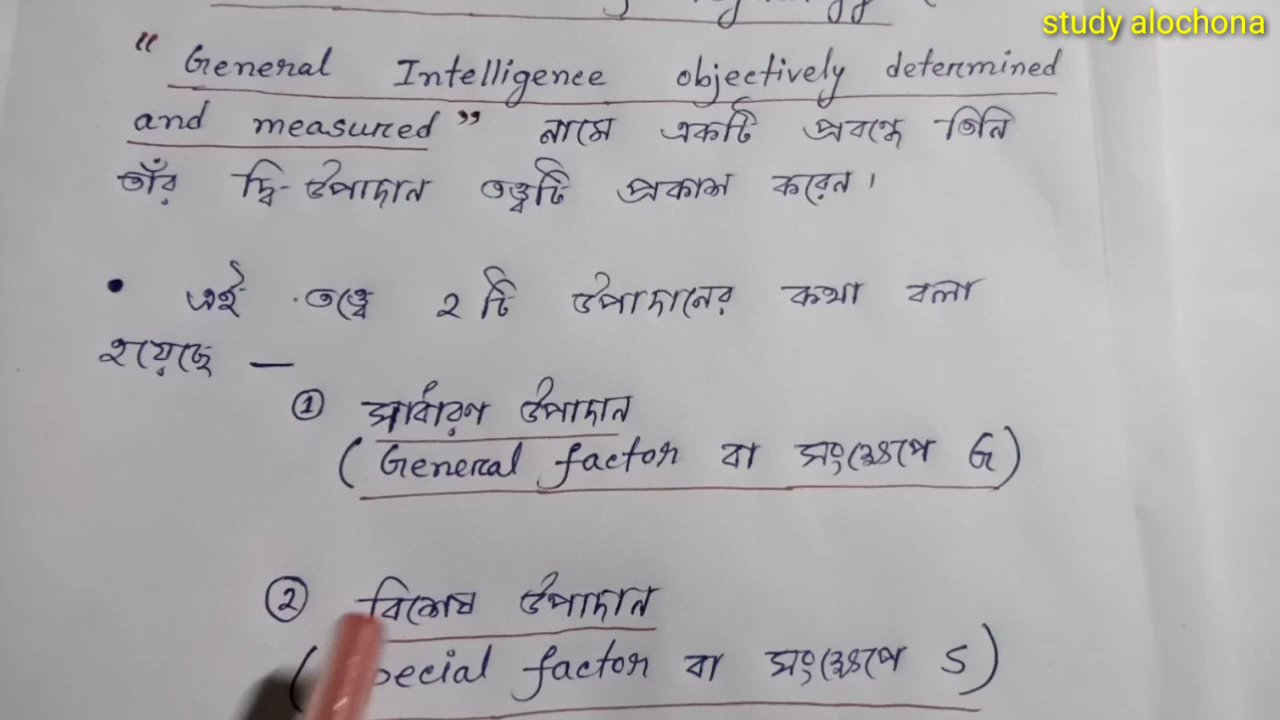 study alochona
"General Intelligence objectively determined
and measured" নামে একটি প্রবন্ধে তিনি
তাঁর দ্বি-উপাদান তত্ত্বটি প্রকাশ করেন।
• এই তত্ত্বে ২টি উপাদানের কথা বলা
হয়েছে —
① সাধারণ উপাদান
(General factor বা সংক্ষেপে G)
② বিশেষ উপাদান
(pecial factor বা সংক্ষেপে S)